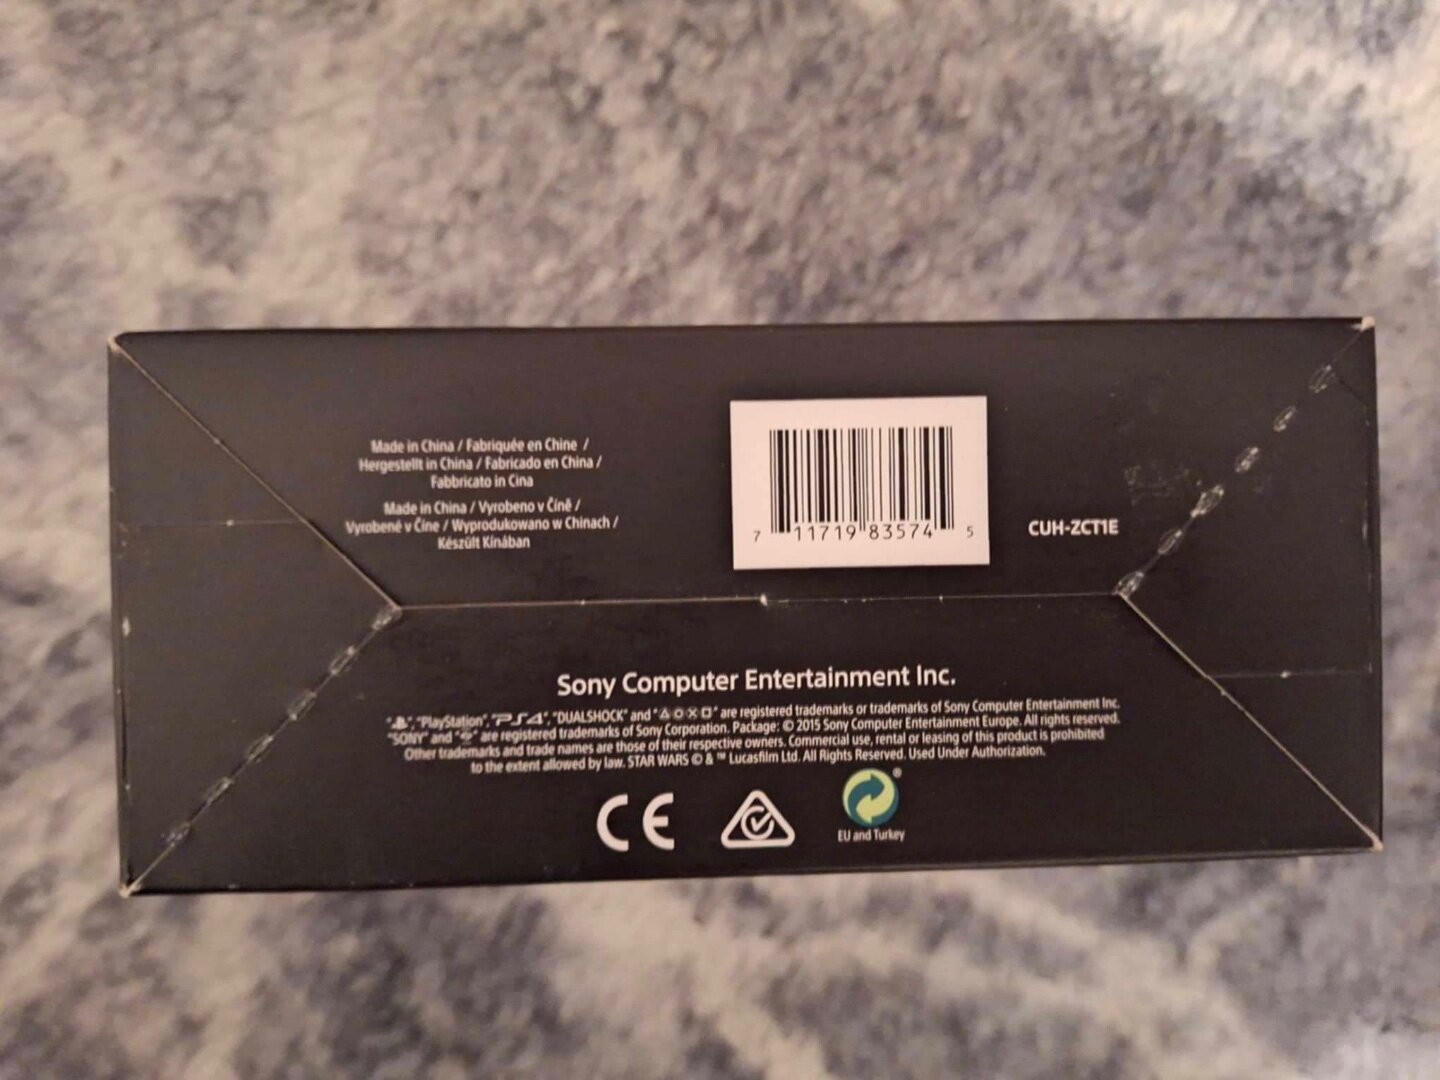 Made in China / Fabriquée en Chine /
Hergestellt in China / Fabricado en China /
Fabbricato in Cina
Made in China / Vyrobeno v Číně /
Vyrobené v Číne / Wyprodukowano w Chinach /
Készült Kínában
7 11719 83574 5
CUH-ZCT1E
Sony Computer Entertainment Inc.
" ", "PlayStation", "PS4", "DUALSHOCK" and "△○✕□" are registered trademarks or trademarks of Sony Computer Entertainment Inc.
"SONY" and " " are registered trademarks of Sony Corporation. Package: © 2015 Sony Computer Entertainment Europe. All rights reserved.
Other trademarks and trade names are those of their respective owners. Commercial use, rental or leasing of this product is prohibited
to the extent allowed by law. STAR WARS © & ™ Lucasfilm Ltd. All Rights Reserved. Used Under Authorization.
CE
®
EU and Turkey